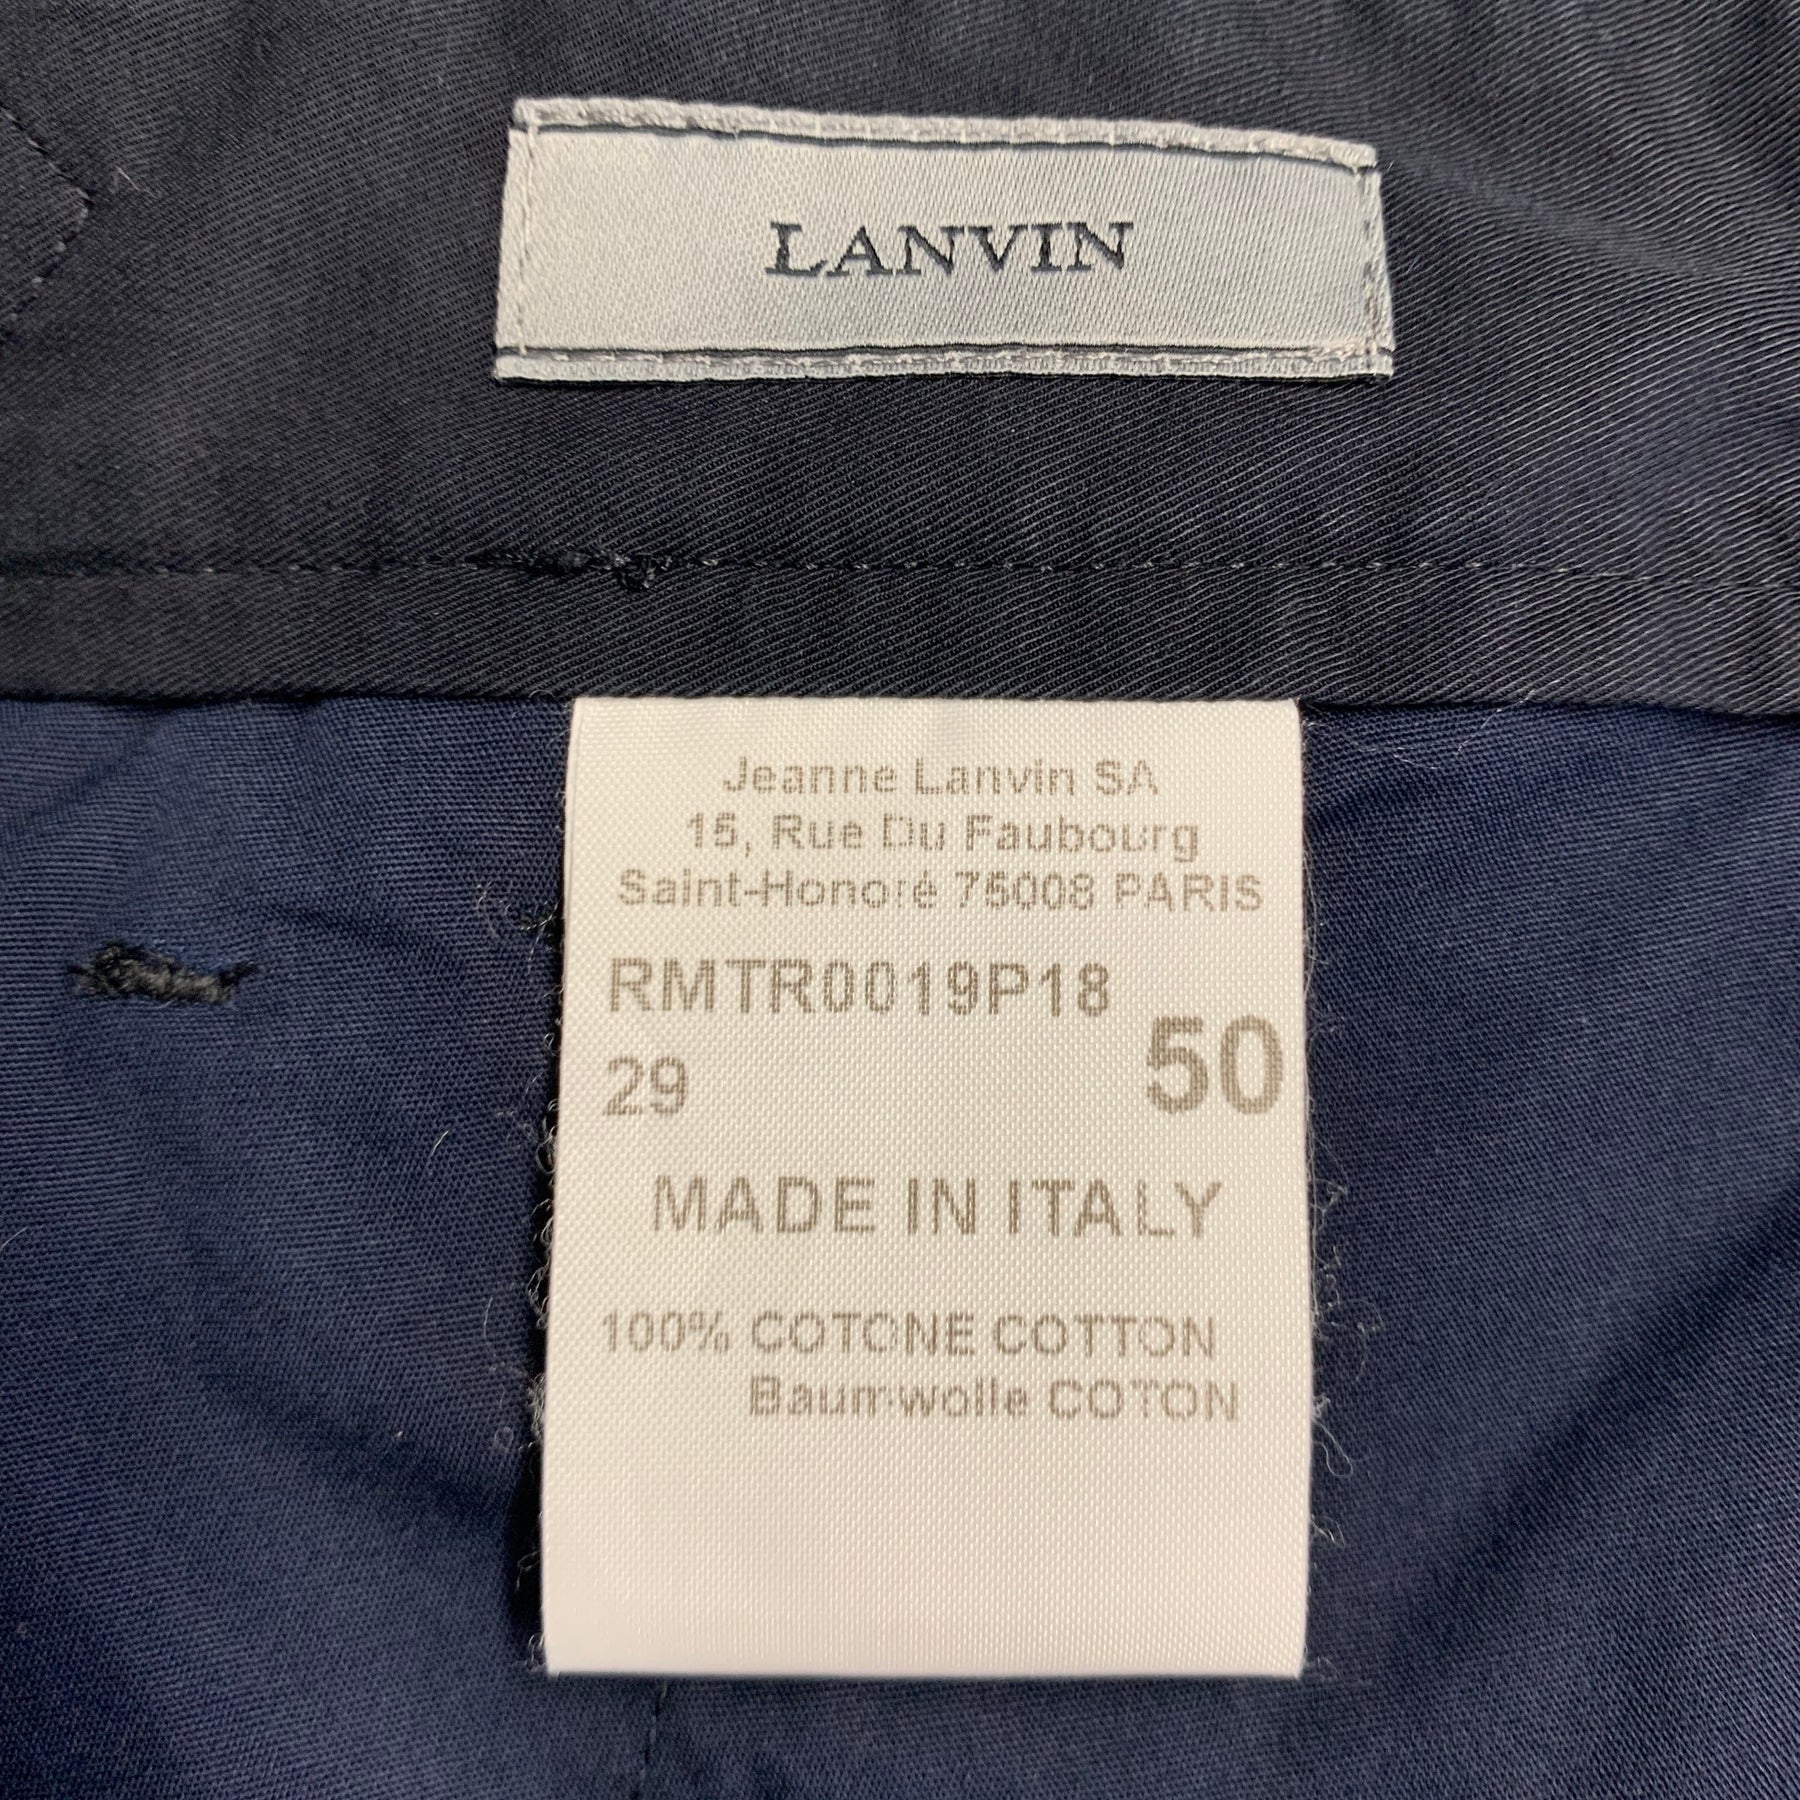 LANVIN
Jeanne Lanvin SA
15, Rue Du Faubourg
Saint-Honoré 75008 PARIS
RMTR0019P18
29 50
MADE IN ITALY
100% COTONE COTTON
Baumwolle COTON